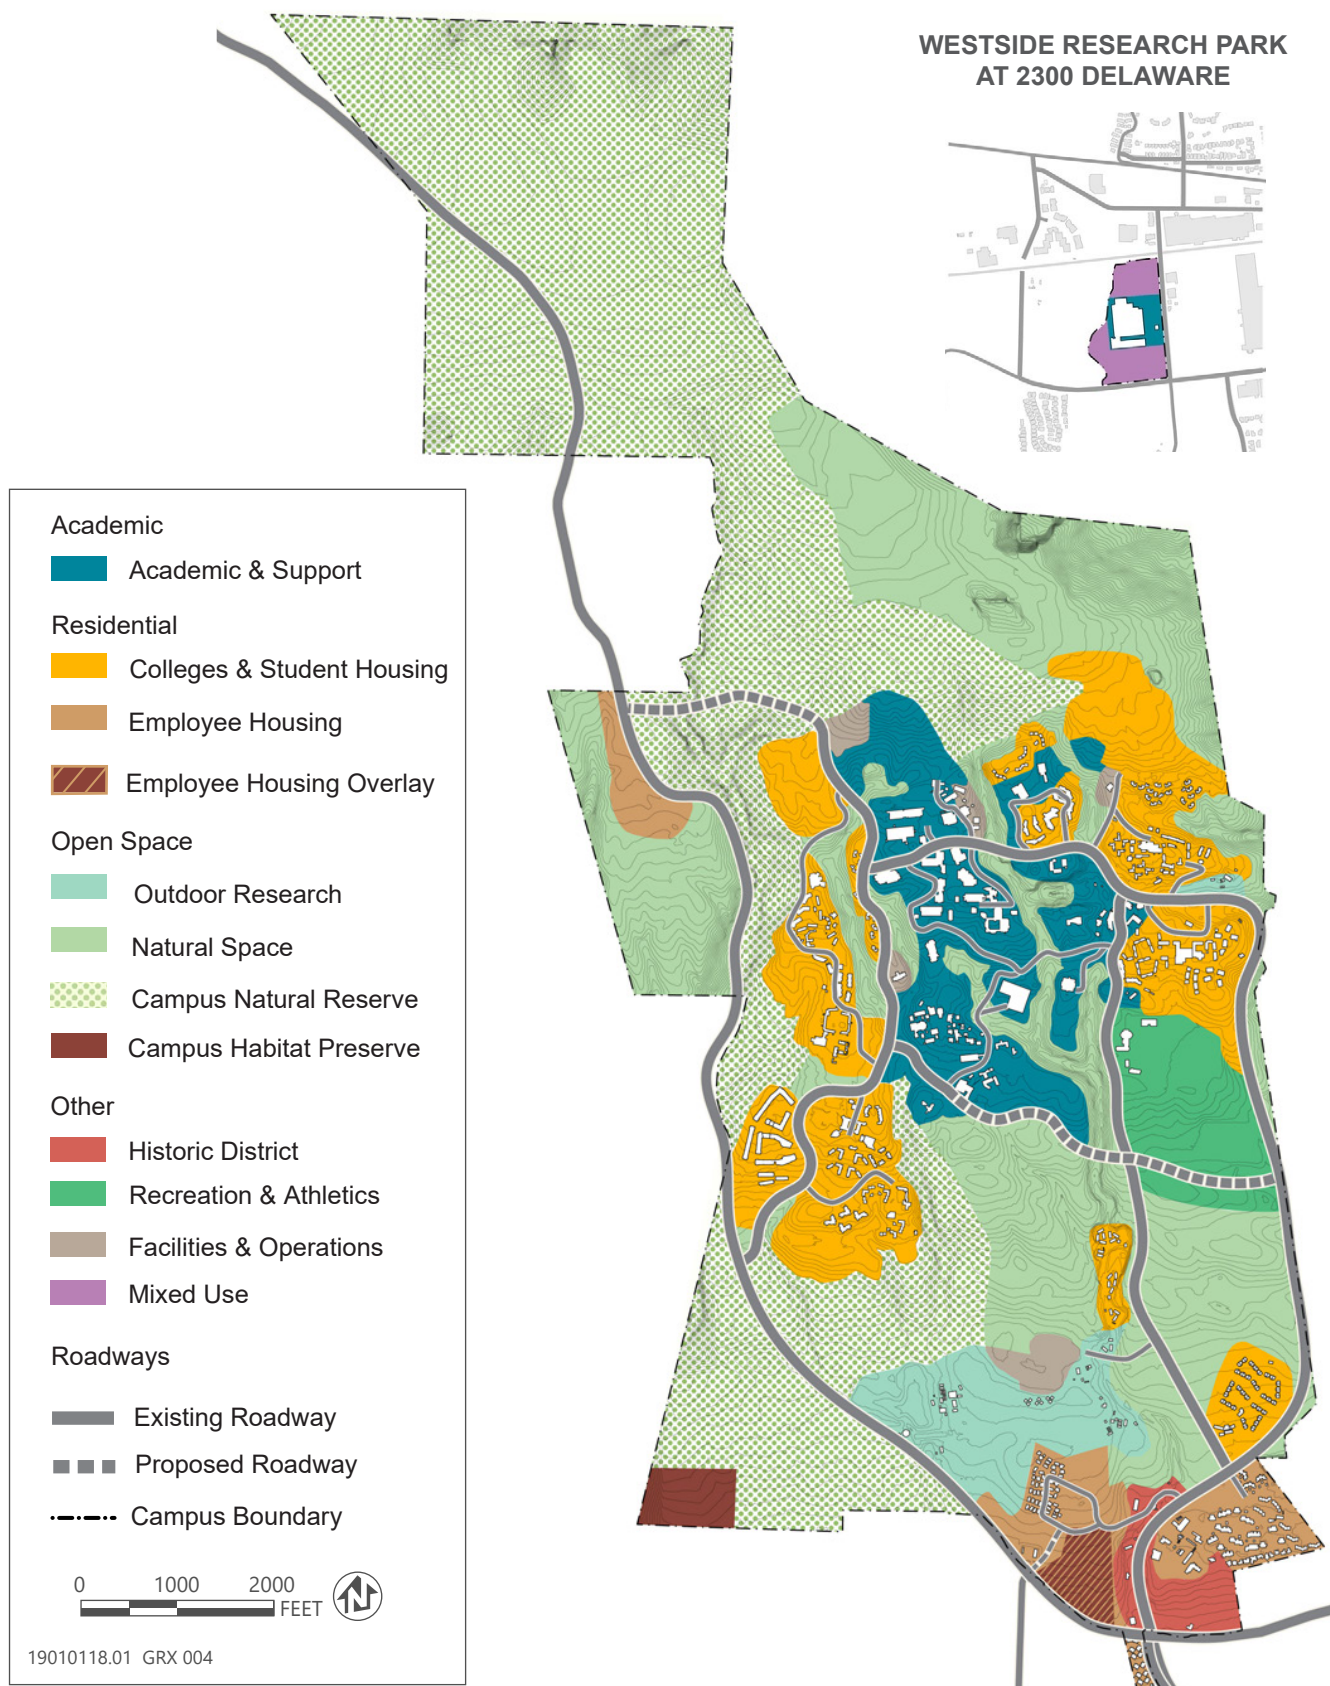 WESTSIDE RESEARCH PARK
AT 2300 DELAWARE
Academic
Academic & Support
Residential
Colleges & Student Housing
Employee Housing
Employee Housing Overlay
Open Space
Outdoor Research
Natural Space
Campus Natural Reserve
Campus Habitat Preserve
Other
Historic District
Recreation & Athletics
Facilities & Operations
Mixed Use
Roadways
Existing Roadway
Proposed Roadway
Campus Boundary
0 1000 2000
FEET N
19010118.01 GRX 004